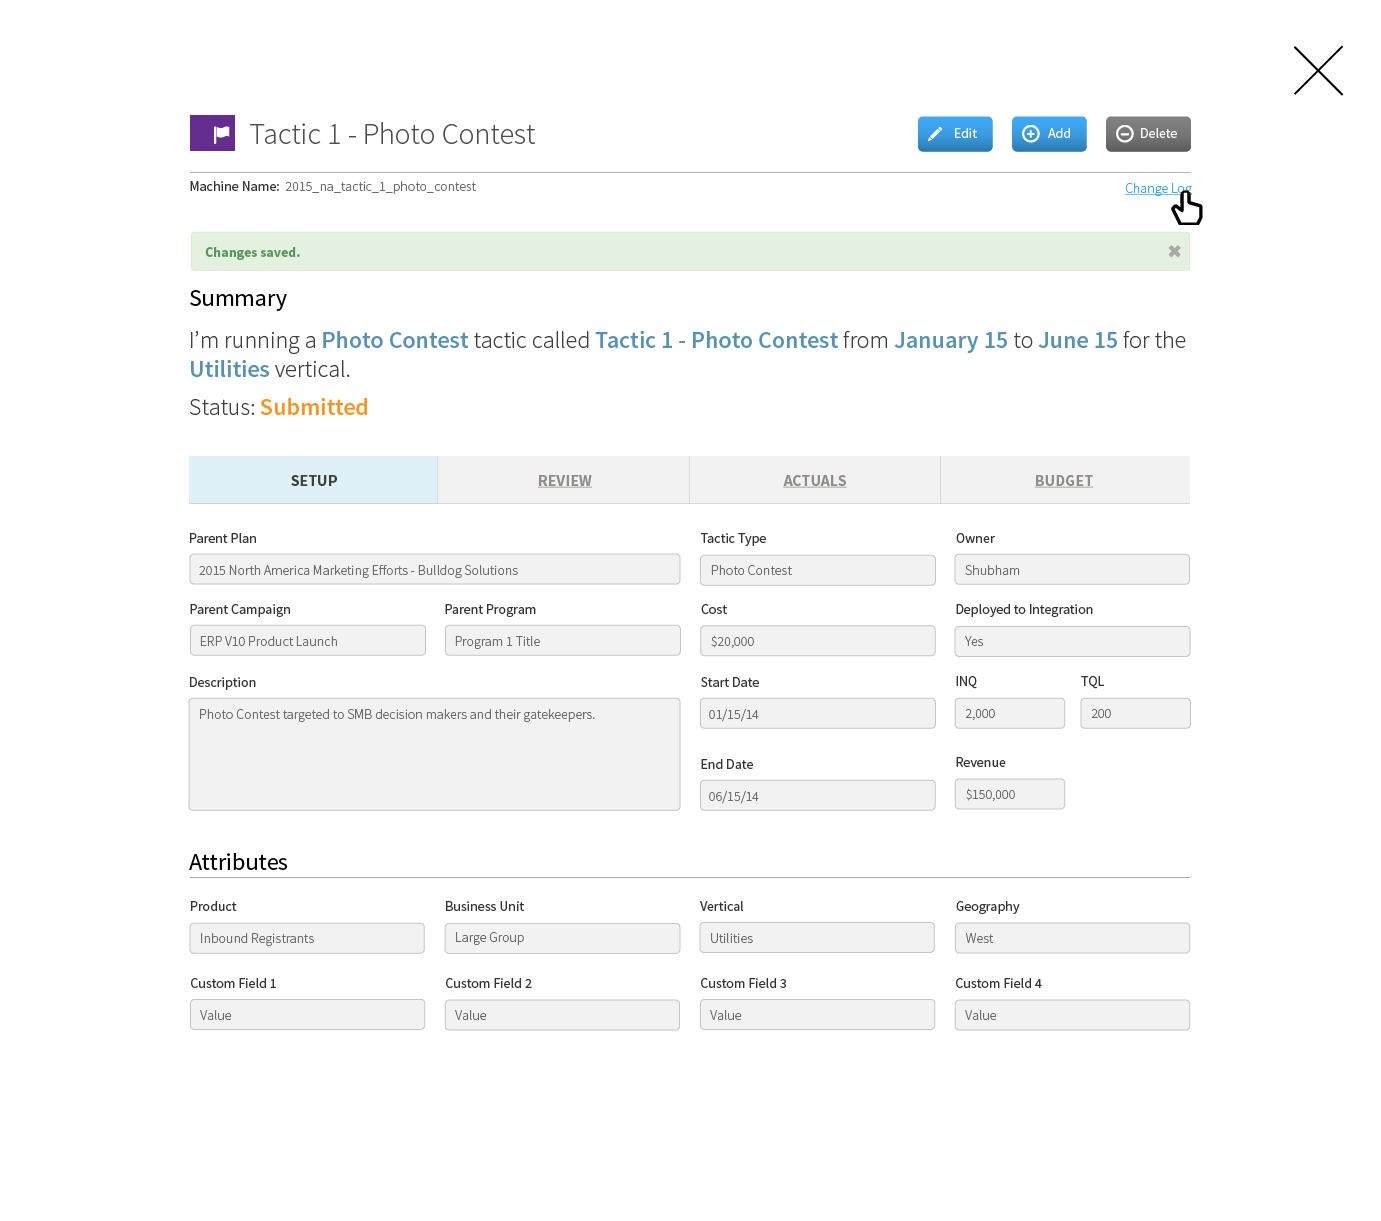 Tactic 1 - Photo Contest
Edit
Add
Delete
Machine Name: 2015_na_tactic_1_photo_contest
Change Log
Changes saved.
Summary
I’m running a Photo Contest tactic called Tactic 1 - Photo Contest from January 15 to June 15 for the
Utilities vertical.
Status: Submitted
SETUP
REVIEW
ACTUALS
BUDGET
Parent Plan
Tactic Type
Owner
2015 North America Marketing Efforts - Bulldog Solutions
Photo Contest
Shubham
Parent Campaign
Parent Program
Cost
Deployed to Integration
ERP V10 Product Launch
Program 1 Title
$20,000
Yes
Description
Start Date
INQ
TQL
Photo Contest targeted to SMB decision makers and their gatekeepers.
01/15/14
2,000
200
End Date
Revenue
06/15/14
$150,000
Attributes
Product
Business Unit
Vertical
Geography
Inbound Registrants
Large Group
Utilities
West
Custom Field 1
Custom Field 2
Custom Field 3
Custom Field 4
Value
Value
Value
Value